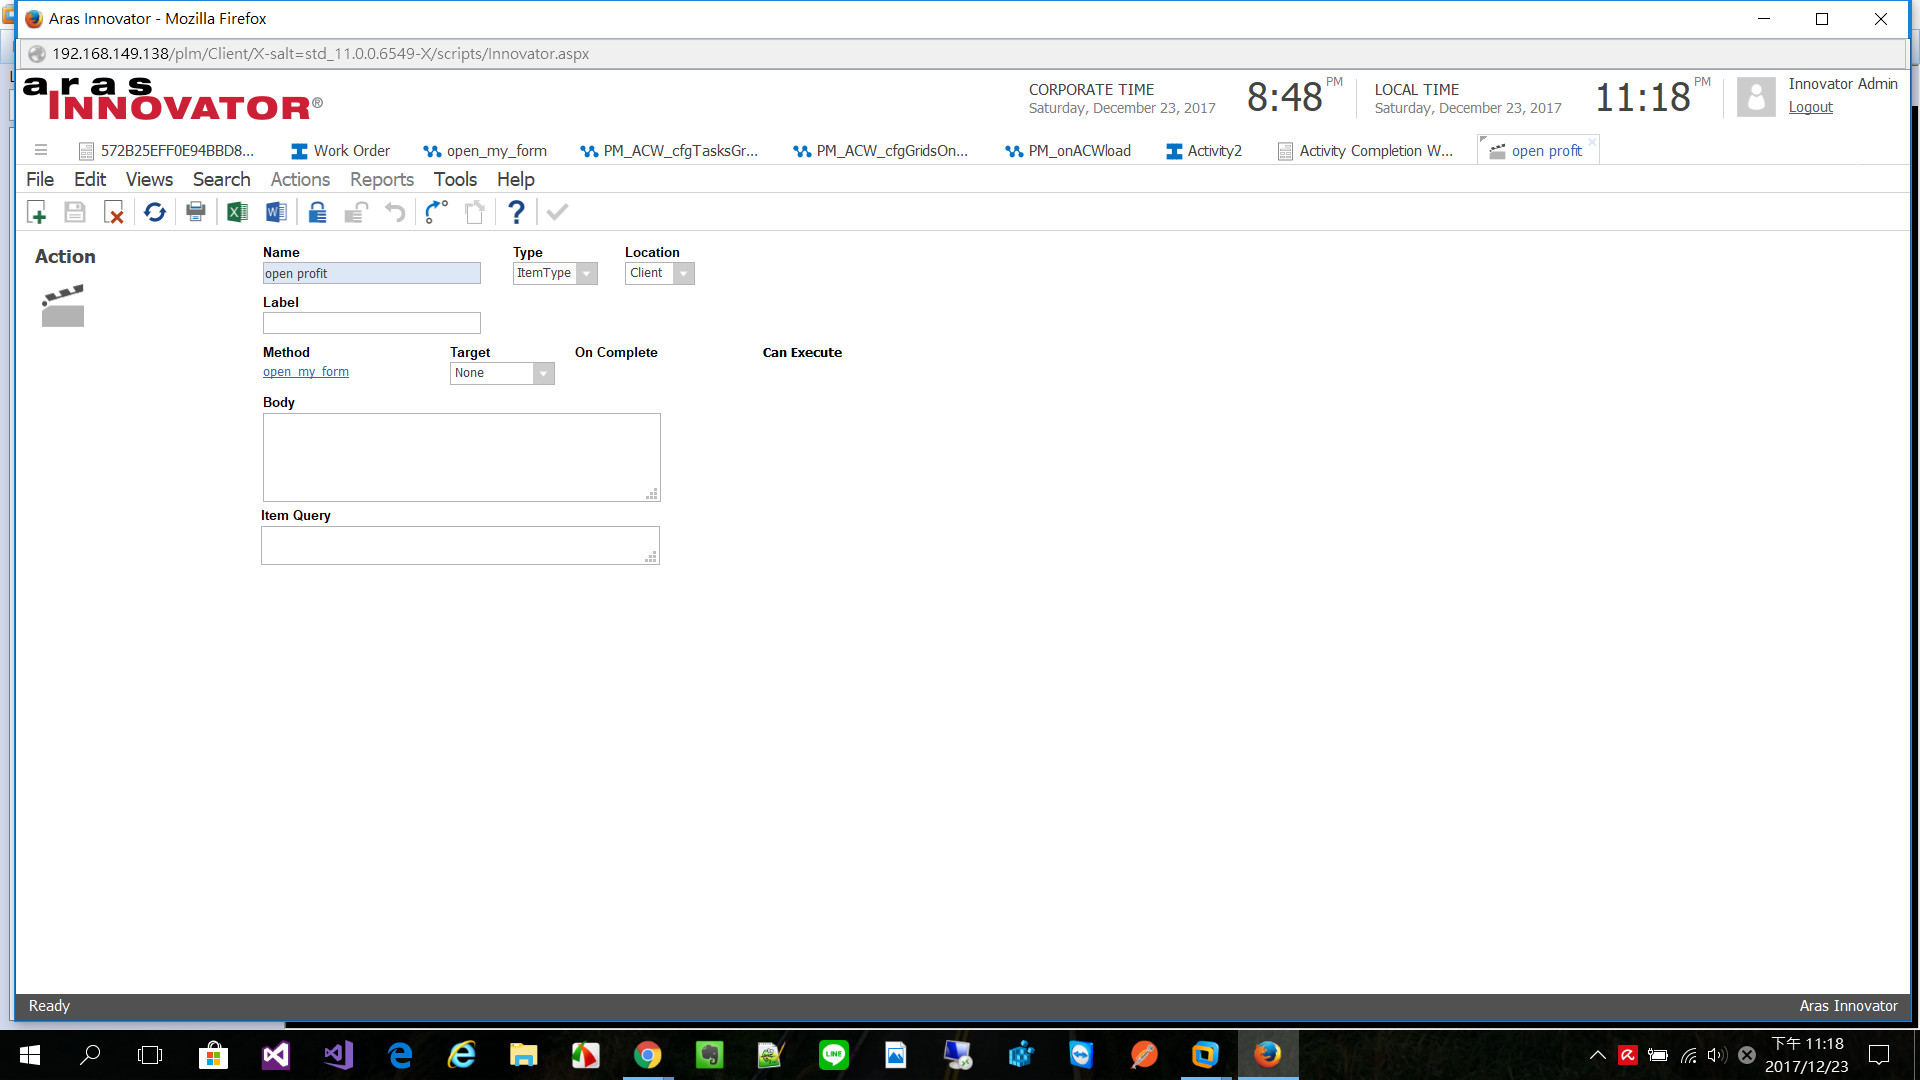 Aras Innovator - Mozilla Firefox
192.168.149.138/plm/Client/X-salt=std_11.0.0.6549-X/scripts/Innovator.aspx
aras
INNOVATOR®
CORPORATE TIME
Saturday, December 23, 2017
8:48 PM
LOCAL TIME
Saturday, December 23, 2017
11:18 PM
Innovator Admin
Logout
572B25EFF0E94BBD8... Work Order open_my_form PM_ACW_cfgTasksGr... PM_ACW_cfgGridsOn... PM_onACWload Activity2 Activity Completion W... open profit
File Edit Views Search Actions Reports Tools Help
Action
Name Type Location
open profit ItemType Client
Label
Method Target On Complete Can Execute
open_my_form None
Body
Item Query
Ready Aras Innovator
LINE
下午 11:18
2017/12/23